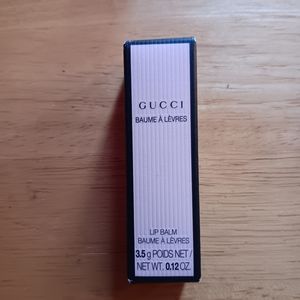 GUCCI
BAUME À LÈVRES
LIP BALM
BAUME À LÈVRES
3.5 g POIDS NET/
NET WT. 0.12 OZ.